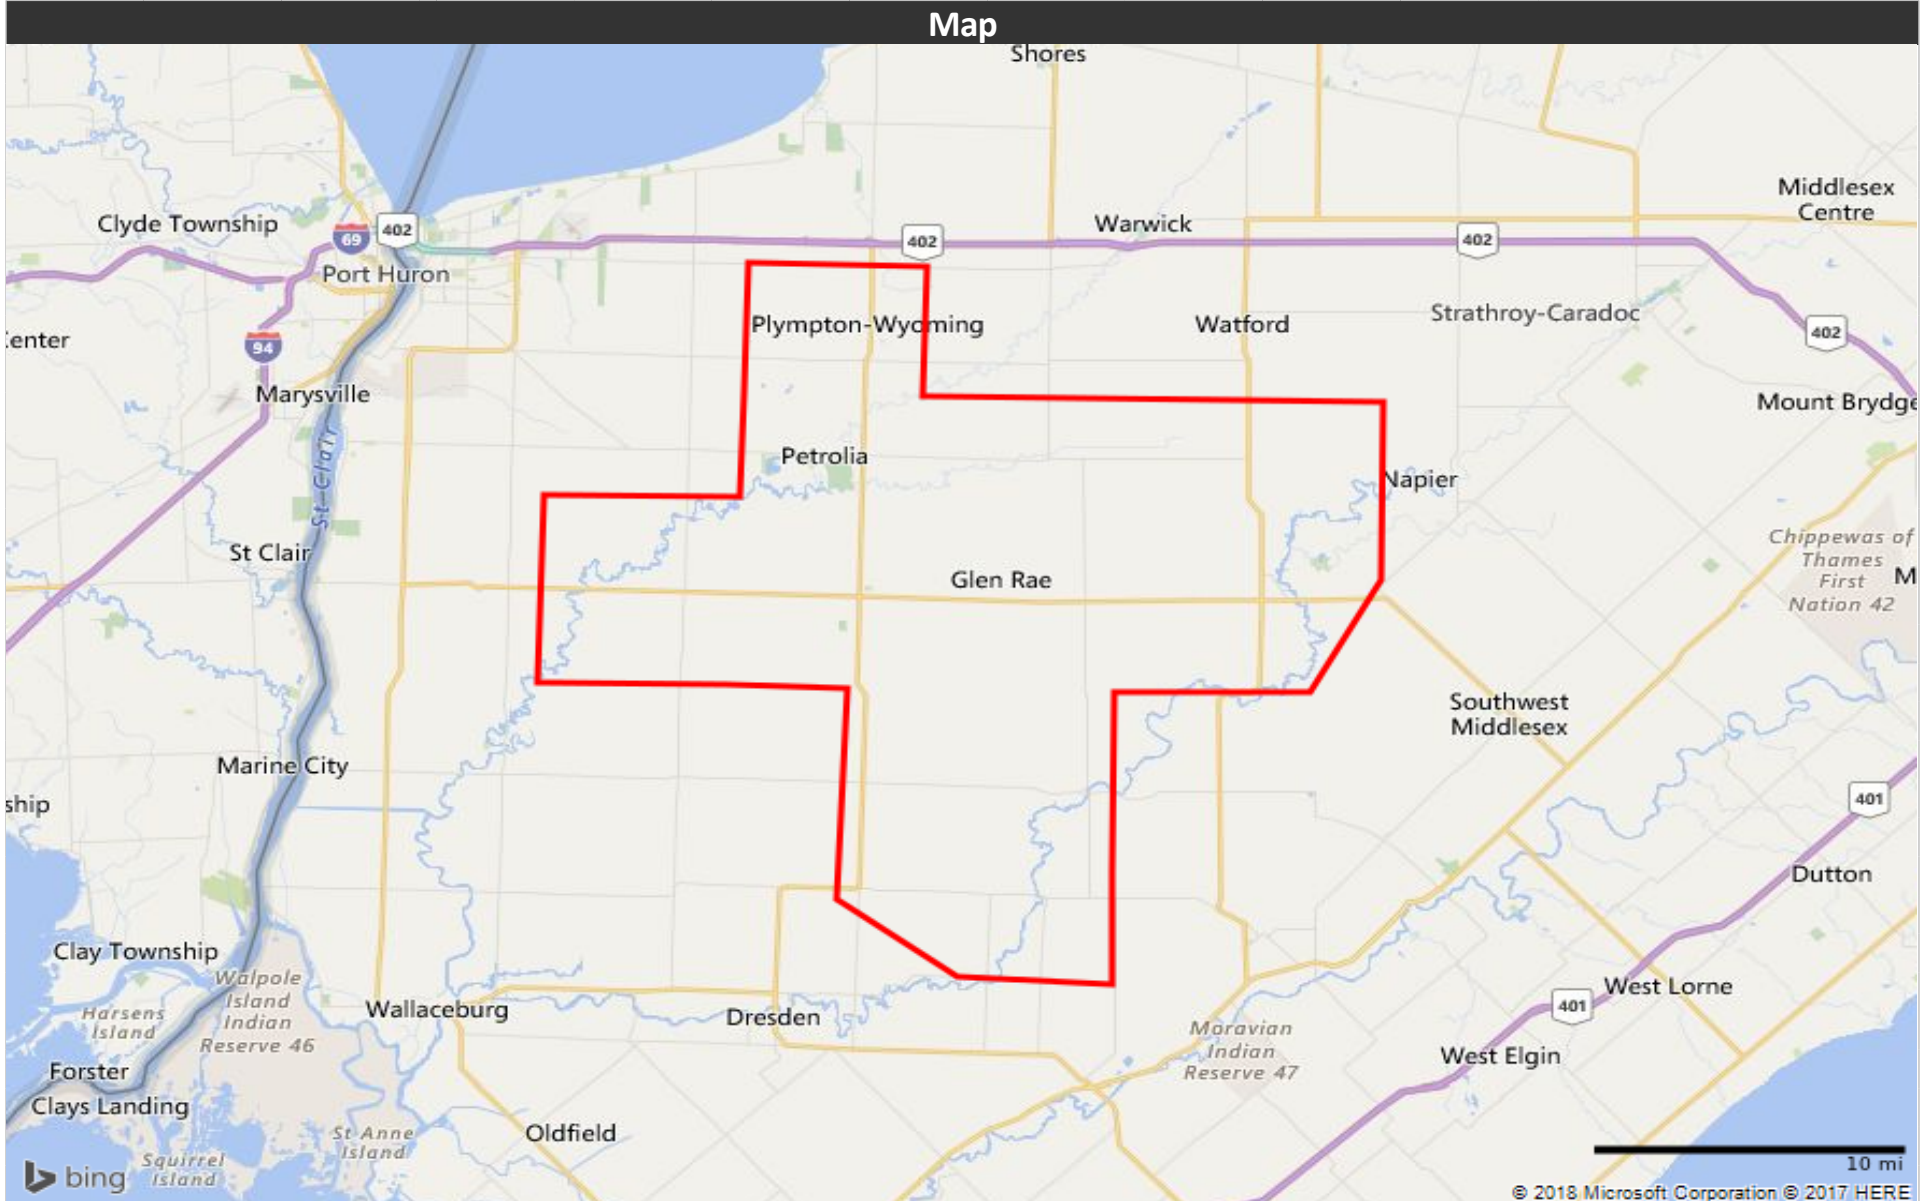 Map
Shores
Middlesex
Centre
Clyde Township
69
402
402
Warwick
402
Port Huron
Strathroy-Caradoc
Plympton-Wyoming
Watford
402
enter
94
Marysville
Mount Brydge
St-Clair
Petrolia
Napier
Chippewas of
Thames
First
Nation 42
M
St Clair
Glen Rae
Southwest
Middlesex
Marine City
ship
401
Dutton
Clay Township
Walpole
Island
Indian
Reserve 46
West Lorne
Harsens
Island
Wallaceburg
Dresden
401
Moravian
Indian
Reserve 47
West Elgin
Forster
Clays Landing
St Anne
Island
Oldfield
Squirrel
Island
bing
10 mi
© 2018 Microsoft Corporation © 2017 HERE